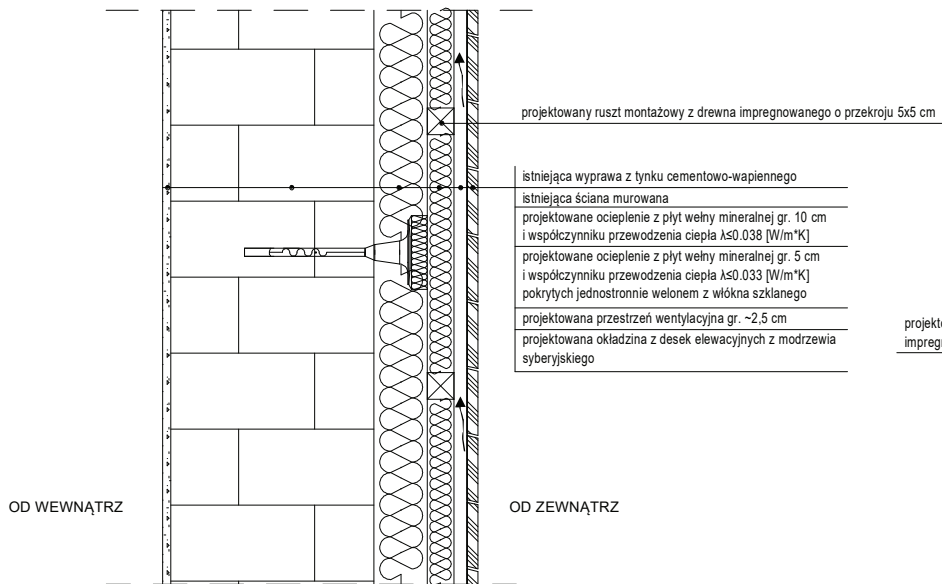 projektowany ruszt montażowy z drewna impregnowanego o przekroju 5x5 cm
istniejąca wyprawa z tynku cementowo-wapiennego
istniejąca ściana murowana
projektowane ocieplenie z płyt wełny mineralnej gr. 10 cm
i współczynniku przewodzenia ciepła λ≤0.038 [W/m*K]
projektowane ocieplenie z płyt wełny mineralnej gr. 5 cm
i współczynniku przewodzenia ciepła λ≤0.033 [W/m*K]
pokrytych jednostronnie welonem z włókna szklanego
projektowana przestrzeń wentylacyjna gr. ~2,5 cm
projektowana okładzina z desek elewacyjnych z modrzewia
syberyjskiego
projekto
impregn
OD WEWNĄTRZ
OD ZEWNĄTRZ